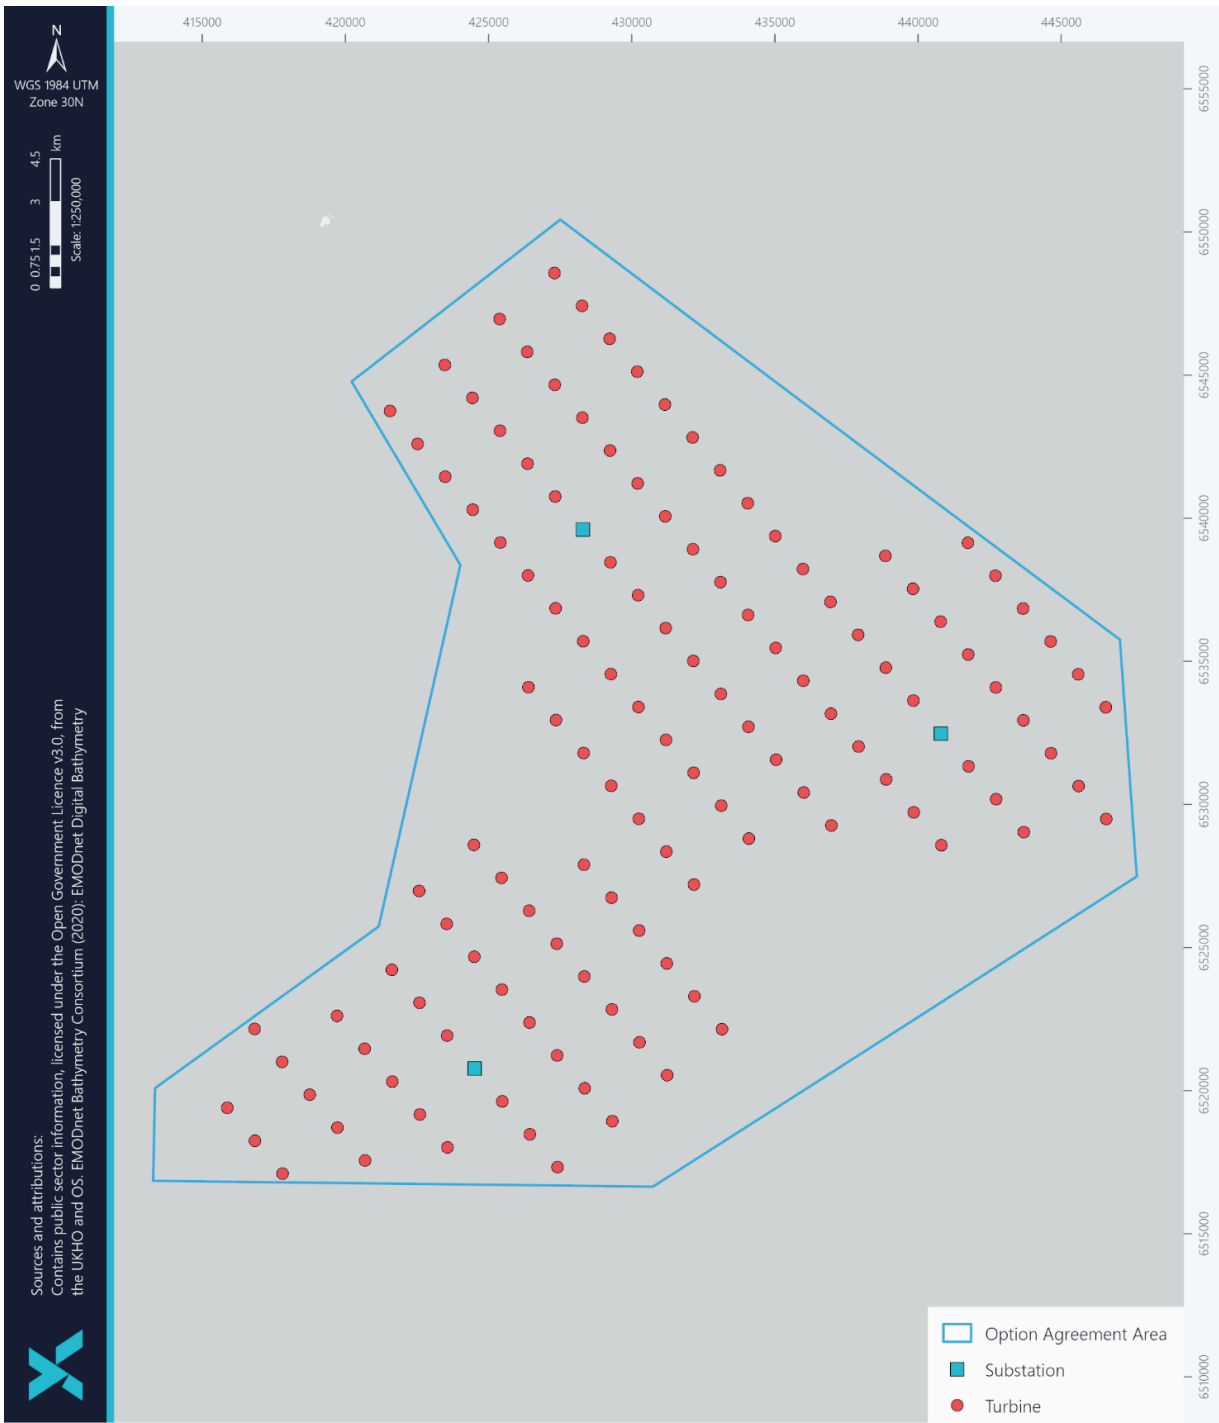 415000 420000 425000 430000 435000 440000 445000
N
WGS 1984 UTM
Zone 30N
0 0.75 1.5 3 4.5 km
Scale: 1:250,000
Sources and attributions:
Contains public sector information, licensed under the Open Government Licence v3.0, from
the UKHO and OS. EMODnet Bathymetry Consortium (2020): EMODnet Digital Bathymetry
6555000
6550000
6545000
6540000
6535000
6530000
6525000
6520000
6515000
6510000
Option Agreement Area
Substation
Turbine